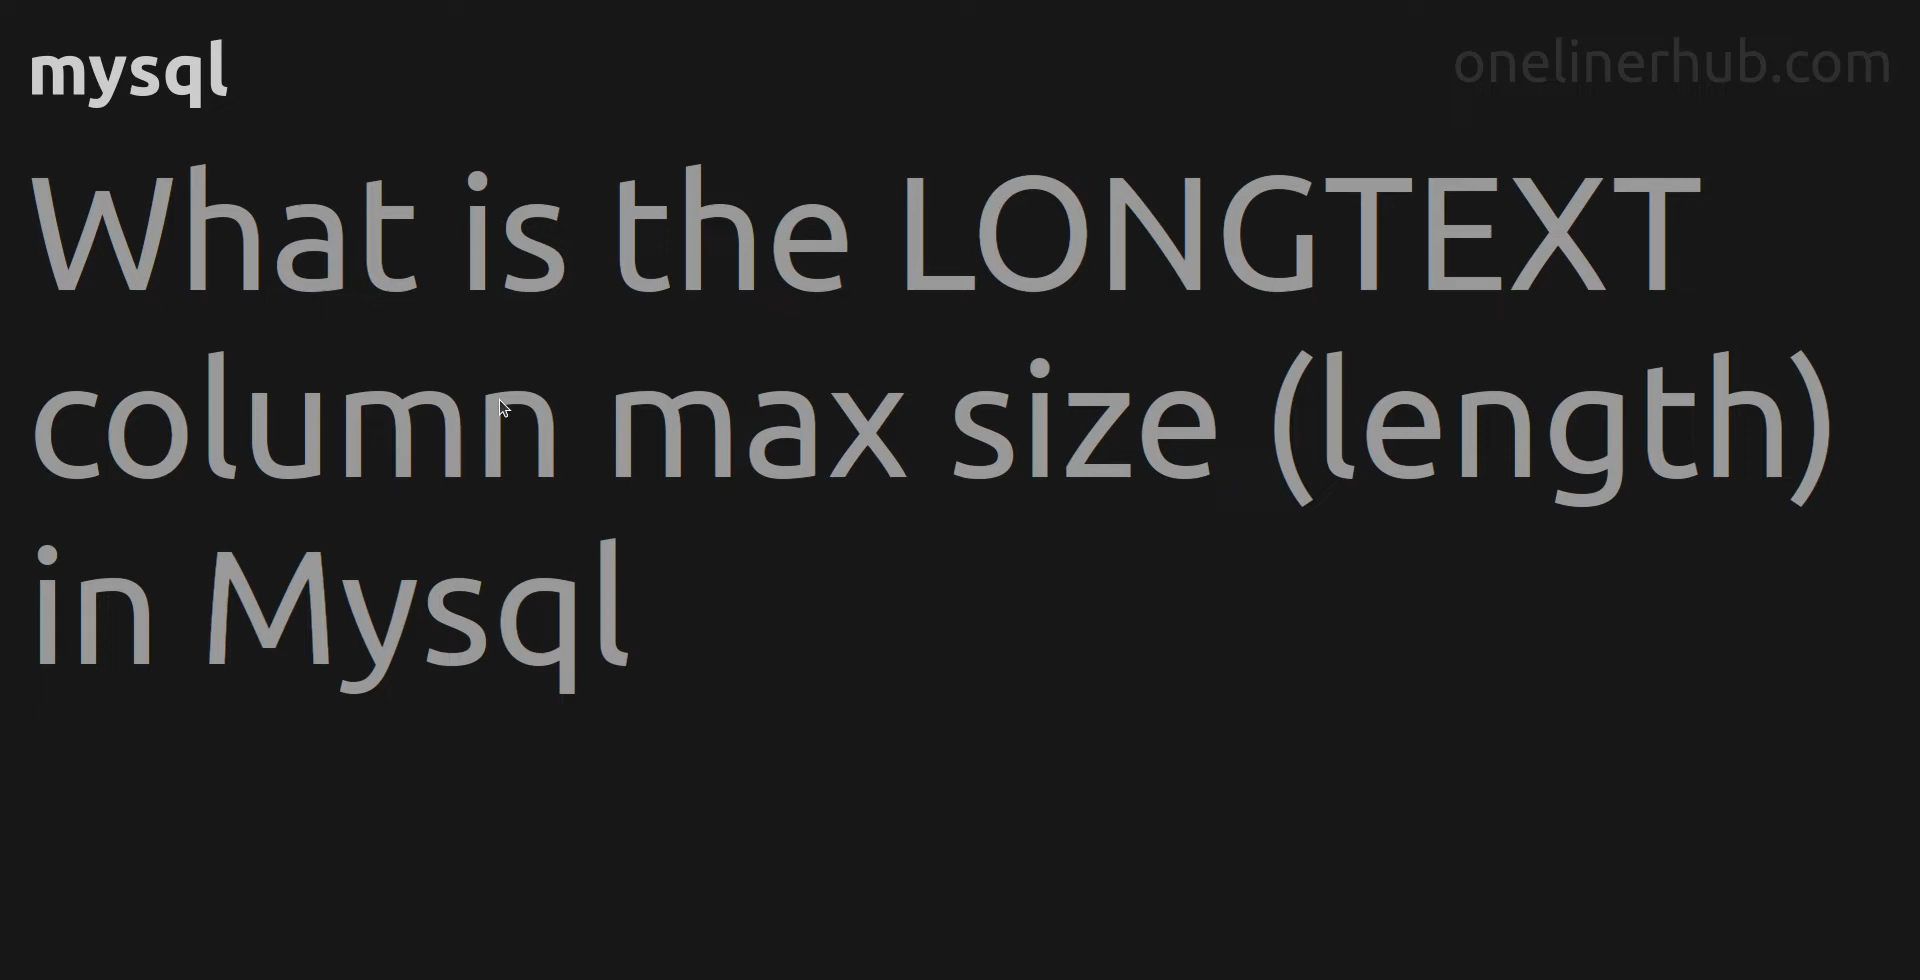 mysql
onelinerhub.com
What is the LONGTEXT
column max size (length)
in Mysql